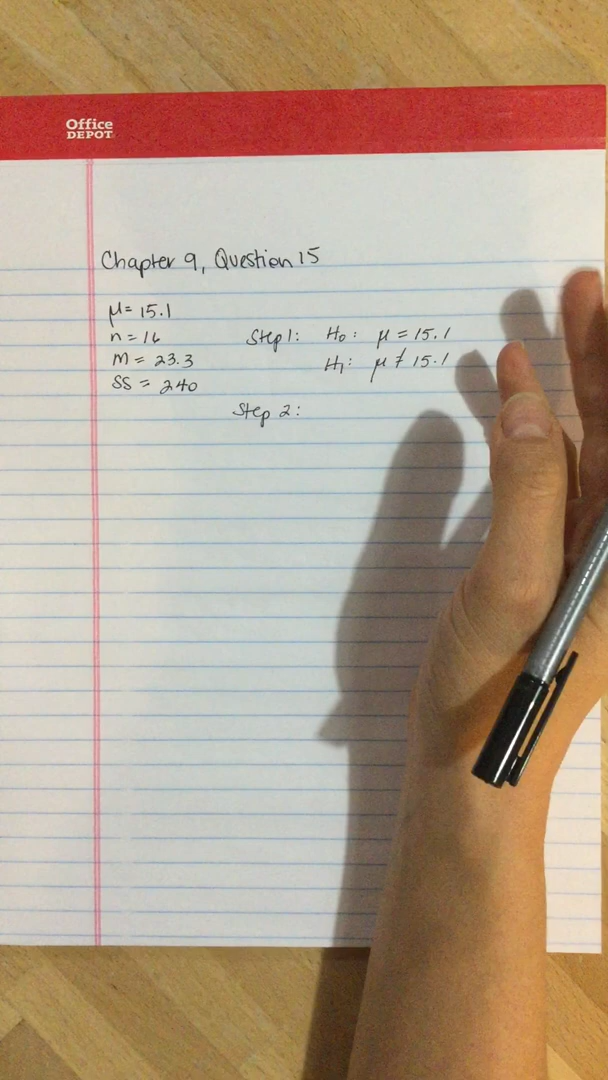 Office
DEPOT
Chapter 9, Question 15
μ = 15.1
n = 16
M = 23.3
SS = 240
Step 1: H₀: μ = 15.1
H₁: μ ≠ 15.1
Step 2: